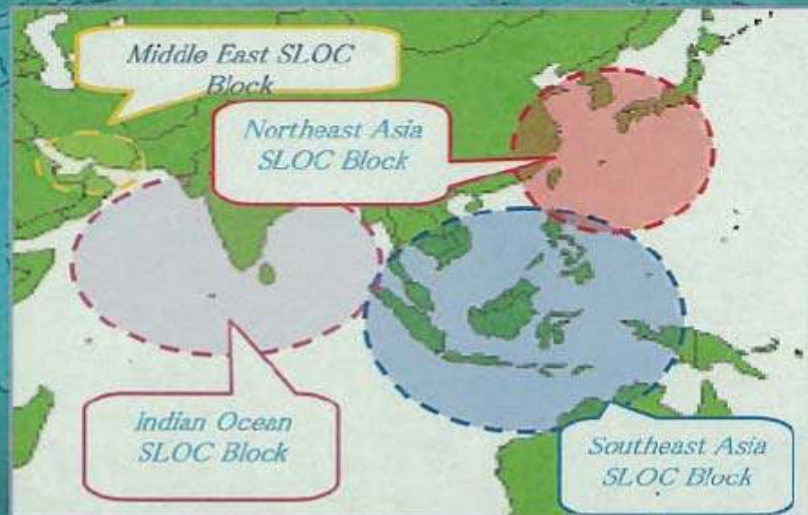 Middle East SLOC
Block
Northeast Asia
SLOC Block
Indian Ocean
SLOC Block
Southeast Asia
SLOC Block